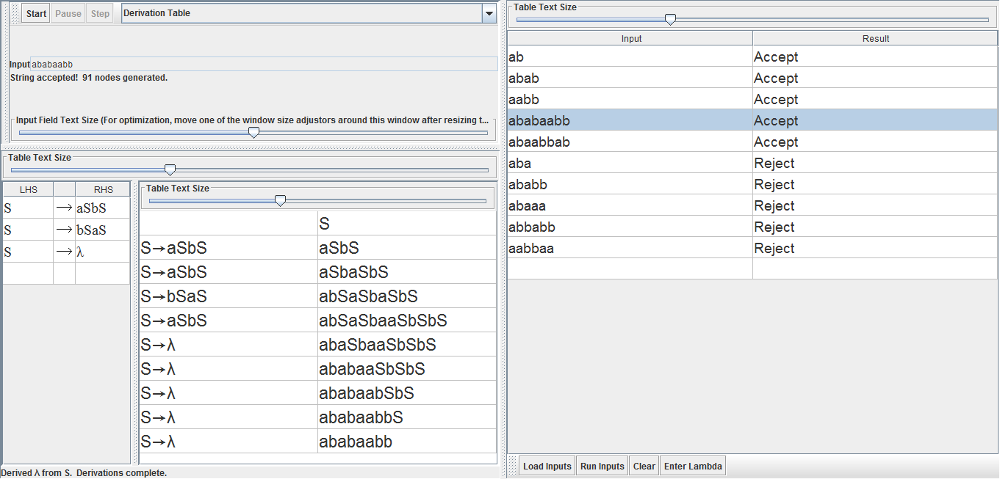 Start Pause Step Derivation Table
Input ababaabb
String accepted! 91 nodes generated.
Input Field Text Size (For optimization, move one of the window size adjustors around this window after resizing t...
Table Text Size
LHS RHS
S → aSbS
S → bSaS
S → λ
Table Text Size
S
S→aSbS aSbS
S→aSbS aSbaSbS
S→bSaS abSaSbaSbS
S→aSbS abSaSbaaSbSbS
S→λ abaSbaaSbSbS
S→λ ababaaSbSbS
S→λ ababaabSbS
S→λ ababaabbS
S→λ ababaabb
Derived λ from S. Derivations complete.
Table Text Size
Input Result
ab Accept
abab Accept
aabb Accept
ababaabb Accept
abaabbab Accept
aba Reject
ababb Reject
abaaa Reject
abbabb Reject
aabbaa Reject
Load Inputs Run Inputs Clear Enter Lambda